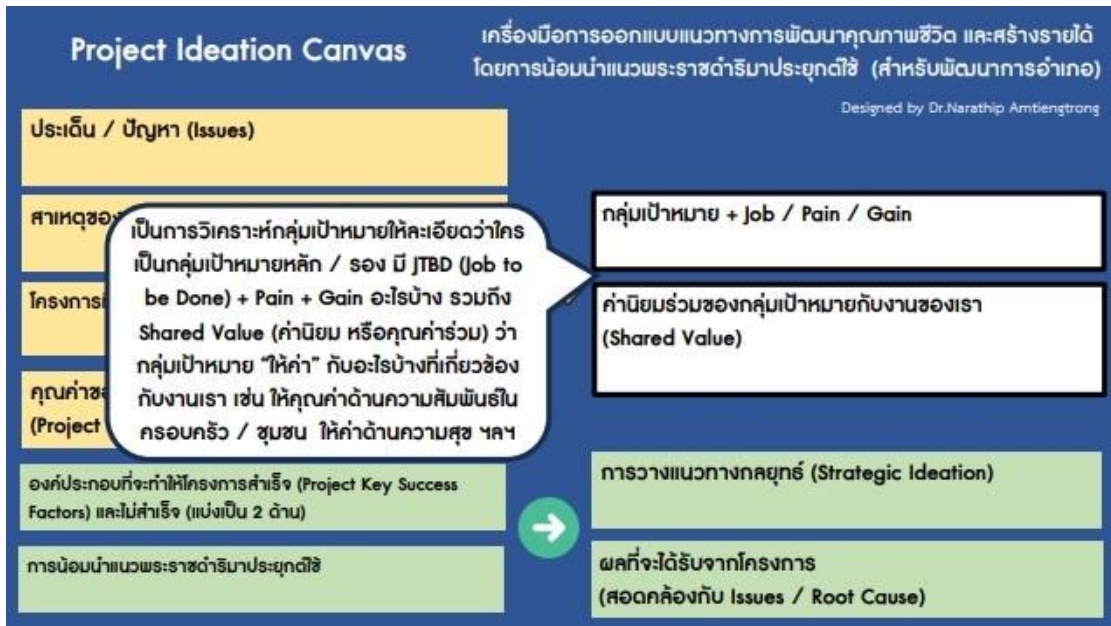 Project Ideation Canvas
เครื่องมือการออกแบบแนวทางการพัฒนาคุณภาพชีวิต และสร้างรายได้
โดยการน้อมนำแนวพระราชดำริมาประยุกต์ใช้ (สำหรับพัฒนาการอำเภอ)
Designed by Dr.Narathip Amtiengtrong
ประเด็น / ปัญหา (Issues)
สาเหตุของ
เป็นการวิเคราะห์กลุ่มเป้าหมายให้ละเอียดว่าใคร
เป็นกลุ่มเป้าหมายหลัก / รอง มี JTBD (Job to
be Done) + Pain + Gain อะไรบ้าง รวมถึง
Shared Value (ค่านิยม หรือคุณค่าร่วม) ว่า
กลุ่มเป้าหมาย “ให้ค่า” กับอะไรบ้างที่เกี่ยวข้อง
กับงานเรา เช่น ให้คุณค่าด้านความสัมพันธ์ใน
ครอบครัว / ชุมชน ให้ค่าด้านความสุข ฯลฯ
โครงการ
คุณค่าของ
(Project
องค์ประกอบที่จะทำให้โครงการสำเร็จ (Project Key Success
Factors) และไม่สำเร็จ (แบ่งเป็น 2 ด้าน)
การน้อมนำแนวพระราชดำริมาประยุกต์ใช้
กลุ่มเป้าหมาย + Job / Pain / Gain
ค่านิยมร่วมของกลุ่มเป้าหมายกับงานของเรา
(Shared Value)
การวางแนวทางกลยุทธ์ (Strategic Ideation)
ผลที่จะได้รับจากโครงการ
(สอดคล้องกับ Issues / Root Cause)